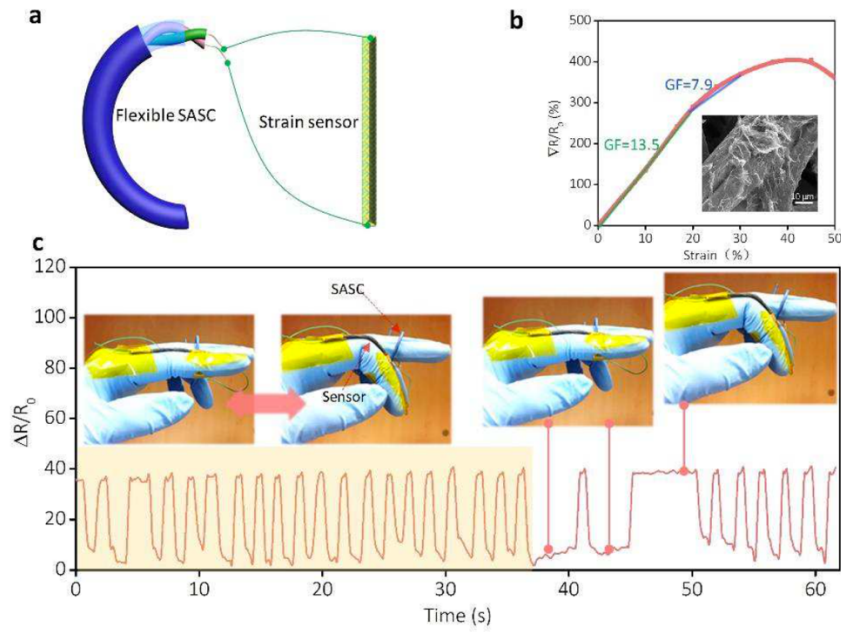 a
Flexible SASC
Strain sensor
b
500
400
300
200
100
0
∇R/R₀ (%)
GF=7.9
GF=13.5
10 μm
0 10 20 30 40 50
Strain (%)
c
120
100
80
60
40
20
0
ΔR/R₀
SASC
Sensor
0 10 20 30 40 50 60
Time (s)